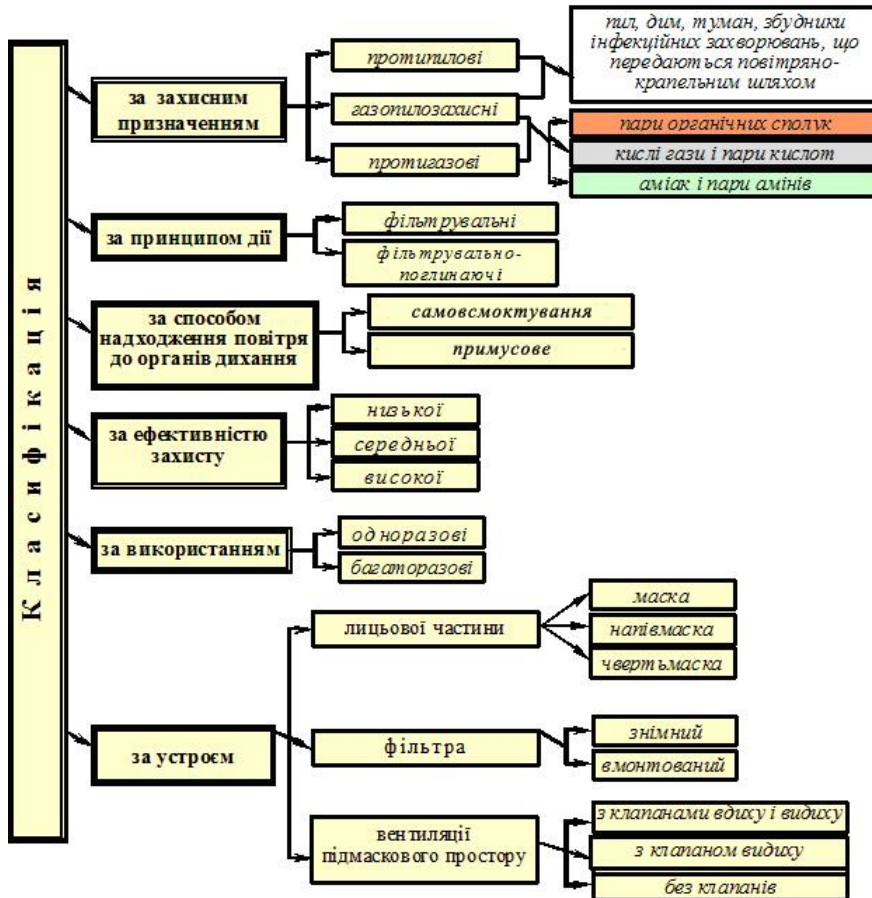 Класифікація
за захисним
призначенням
протипилові
газопилозахисні
протигазові
пил, дим, туман, збудники
інфекційних захворювань, що
передаються повітряно-
крапельним шляхом
пари органічних сполук
кислі гази і пари кислот
аміак і пари амінів
за принципом дії
фільтрувальні
фільтрувально-
поглинаючі
за способом
надходження повітря
до органів дихання
самовсмоктування
примусове
за ефективністю
захисту
низької
середньої
високої
за використанням
одноразові
багаторазові
за устроєм
лицьової частини
маска
напівмаска
чвертьмаска
фільтра
знімний
вмонтований
вентиляції
підмаскового простору
з клапанами вдиху і видиху
з клапаном видиху
без клапанів